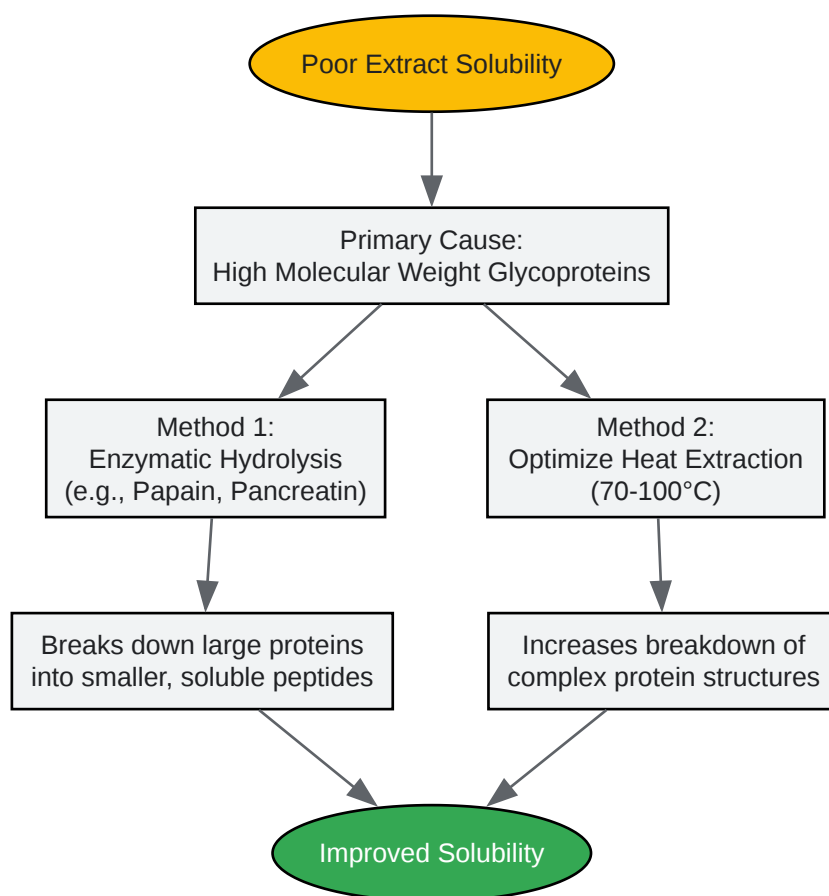 Poor Extract Solubility
Primary Cause:
High Molecular Weight Glycoproteins
Method 1:
Enzymatic Hydrolysis
(e.g., Papain, Pancreatin)
Method 2:
Optimize Heat Extraction
(70-100°C)
Breaks down large proteins
into smaller, soluble peptides
Increases breakdown of
complex protein structures
Improved Solubility